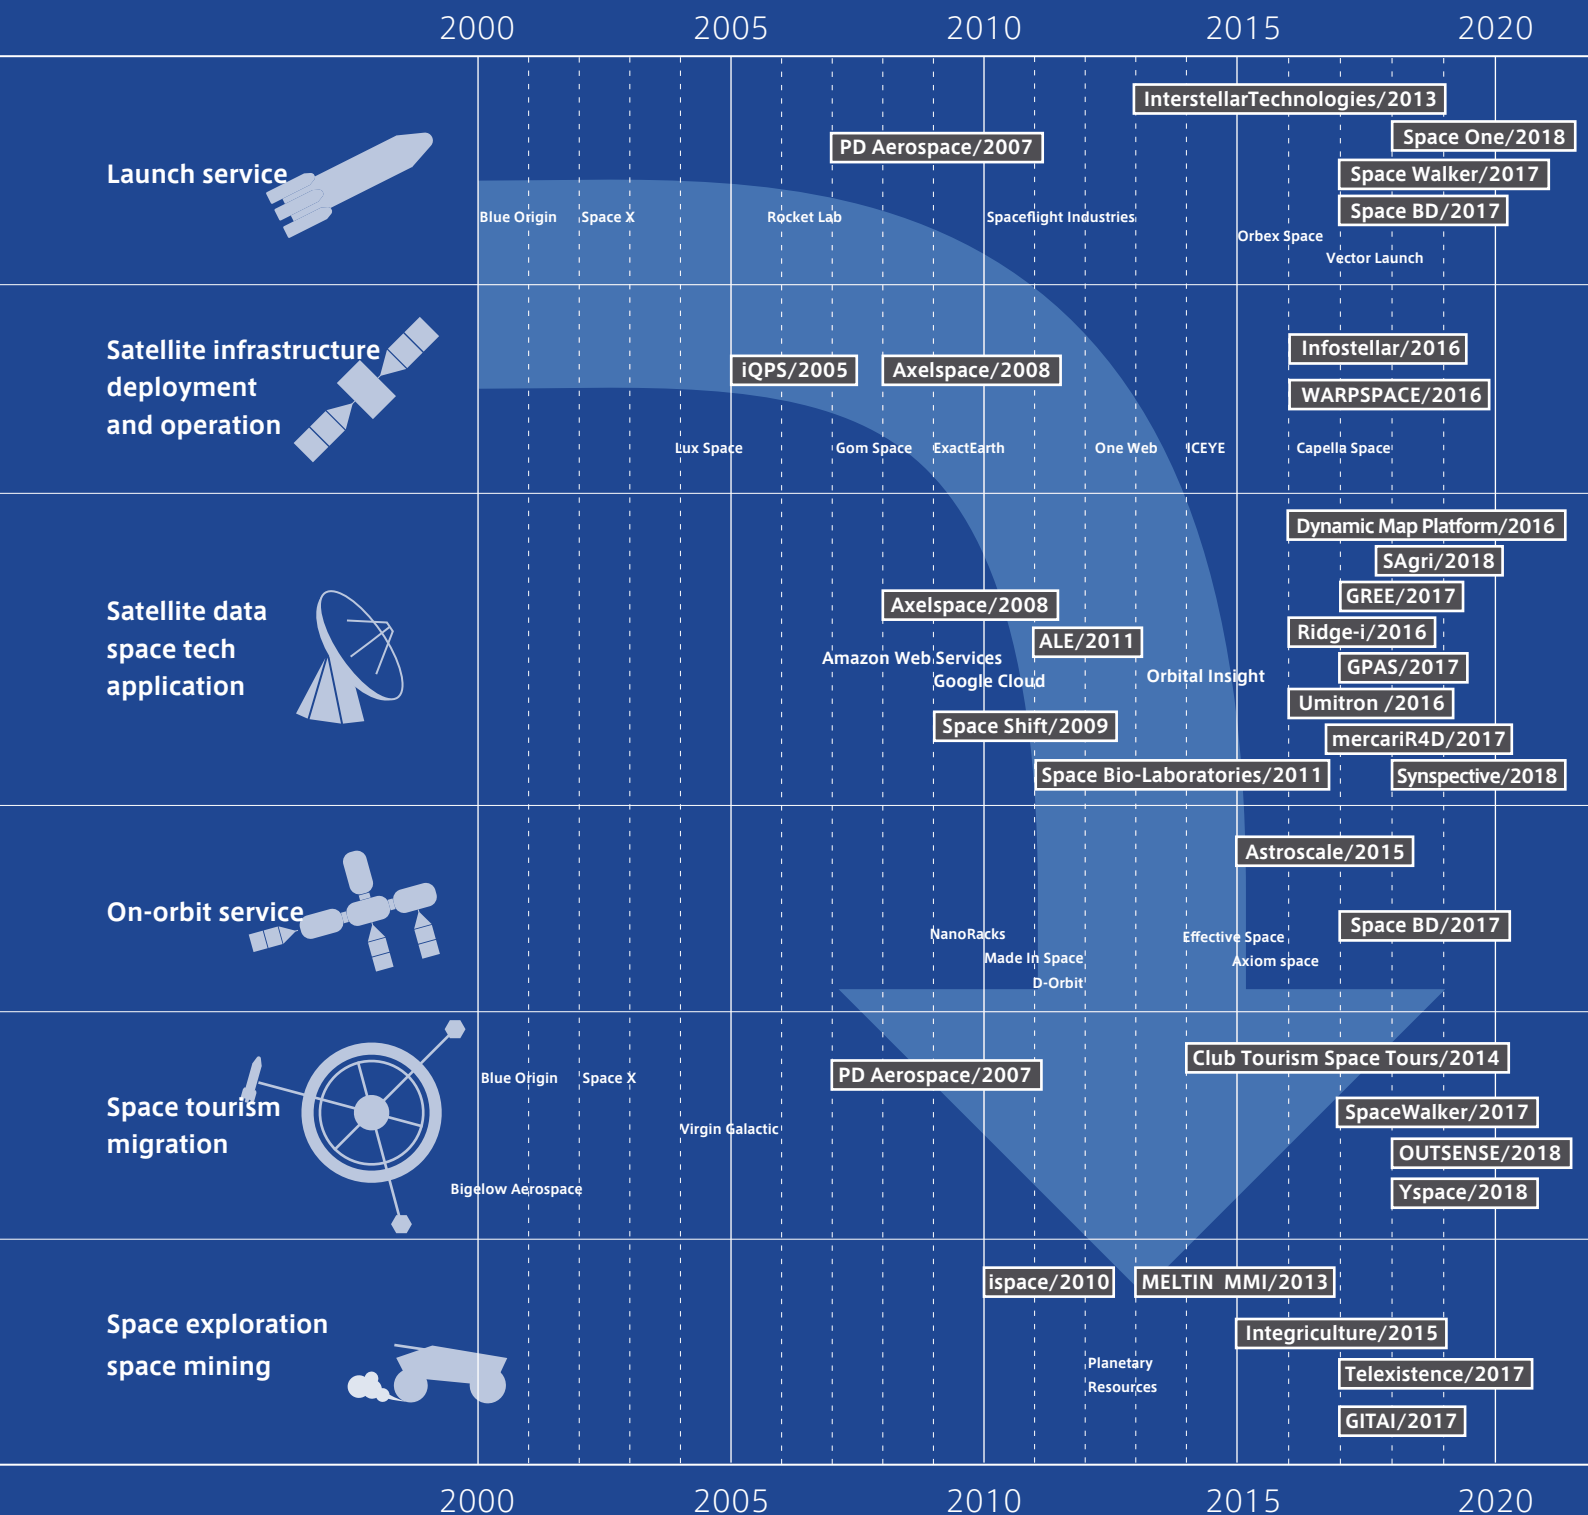 2000 2005 2010 2015 2020
InterstellarTechnologies/2013
Space One/2018
PD Aerospace/2007
Launch service
Space Walker/2017
Space BD/2017
Blue Origin Space X Rocket Lab Spaceflight Industries
Orbex Space
Vector Launch
Satellite infrastructure
deployment
and operation
Infostellar/2016
iQPS/2005 Axelspace/2008
WARPSPACE/2016
Lux Space Gom Space ExactEarth One Web ICEYE Capella Space
Dynamic Map Platform/2016
SAgri/2018
GREE/2017
Satellite data
space tech
application
Axelspace/2008
Ridge-i/2016
ALE/2011
Amazon Web Services
GPAS/2017
Google Cloud
Orbital Insight
Umitron /2016
Space Shift/2009
mercariR4D/2017
Space Bio-Laboratories/2011
Synspective/2018
Astroscale/2015
On-orbit service
Space BD/2017
NanoRacks
Effective Space
Made In Space
Axiom space
D-Orbit
Club Tourism Space Tours/2014
PD Aerospace/2007
Blue Origin Space X
Space tourism
migration
SpaceWalker/2017
Virgin Galactic
OUTSENSE/2018
Bigelow Aerospace
Yspace/2018
ispace/2010 MELTIN MMI/2013
Space exploration
space mining
Integriculture/2015
Planetary
Resources
Telexistence/2017
GITAI/2017
2000 2005 2010 2015 2020